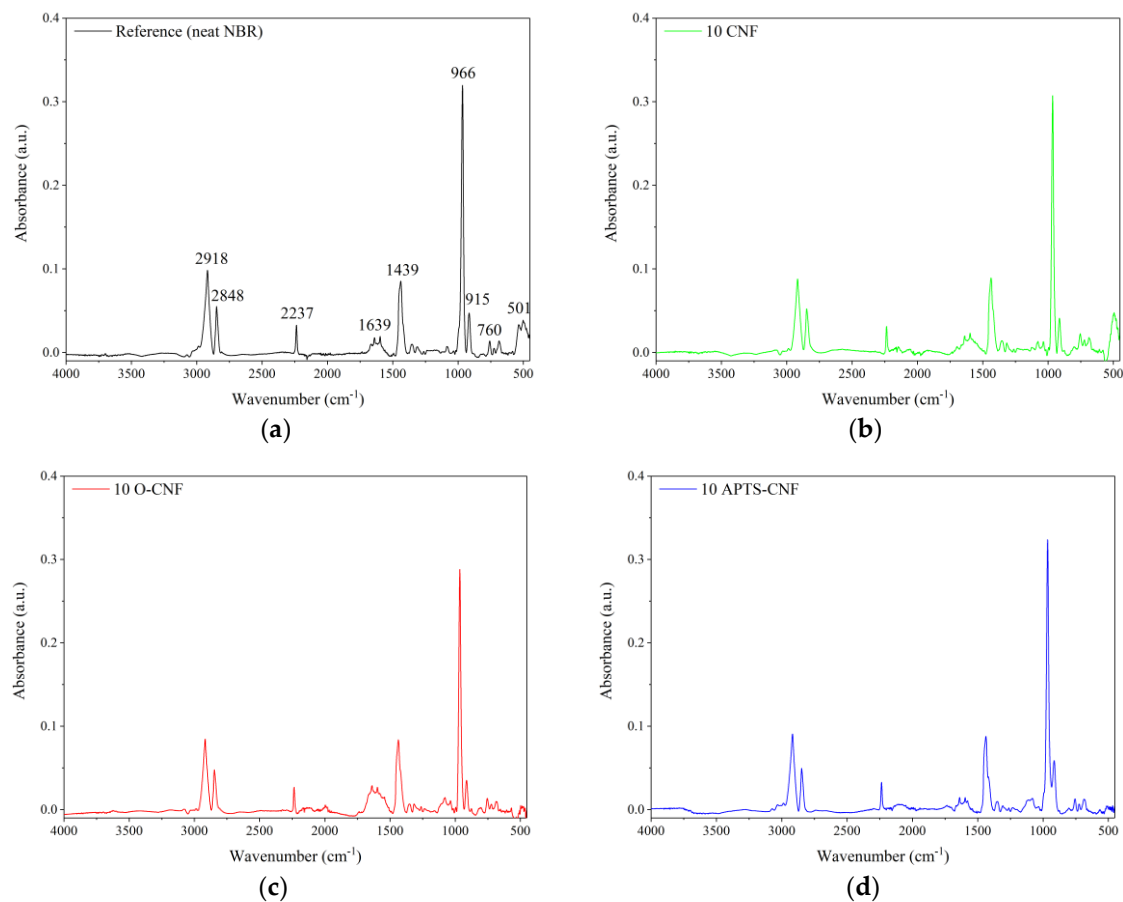 Reference (neat NBR)
Absorbance (a.u.)
0.4
0.3
0.2
0.1
0.0
2918
2848
2237
1639
1439
966
915
760
501
4000 3500 3000 2500 2000 1500 1000 500
Wavenumber (cm⁻¹)
(a)
10 CNF
Absorbance (a.u.)
0.4
0.3
0.2
0.1
0.0
4000 3500 3000 2500 2000 1500 1000 500
Wavenumber (cm⁻¹)
(b)
10 O-CNF
Absorbance (a.u.)
0.4
0.3
0.2
0.1
0.0
4000 3500 3000 2500 2000 1500 1000 500
Wavenumber (cm⁻¹)
(c)
10 APTS-CNF
Absorbance (a.u.)
0.4
0.3
0.2
0.1
0.0
4000 3500 3000 2500 2000 1500 1000 500
Wavenumber (cm⁻¹)
(d)